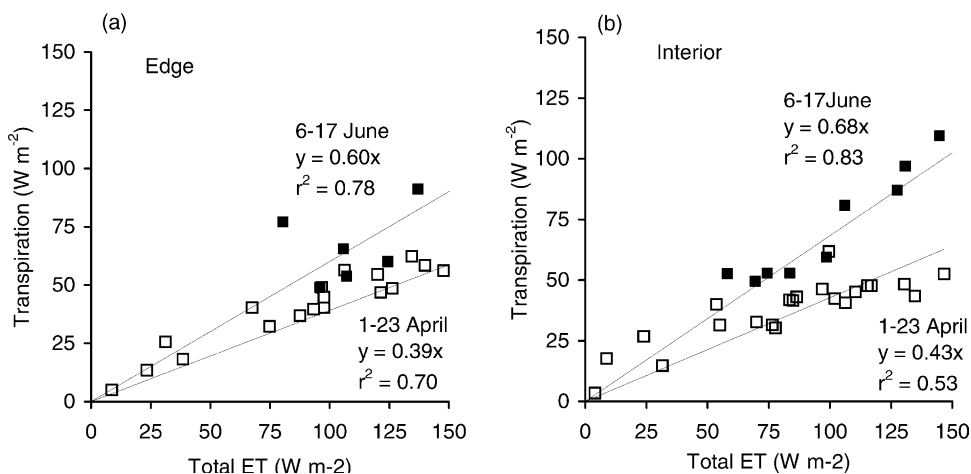 (a)
Edge
150
125
100
75
50
25
0
Transpiration (W m-2)
6-17 June
y = 0.60x
r2 = 0.78
1-23 April
y = 0.39x
r2 = 0.70
0 25 50 75 100 125 150
Total ET (W m-2)
(b)
Interior
150
125
100
75
50
25
0
Transpiration (W m-2)
6-17June
y = 0.68x
r2 = 0.83
1-23 April
y = 0.43x
r2 = 0.53
0 25 50 75 100 125 150
Total ET (W m-2)